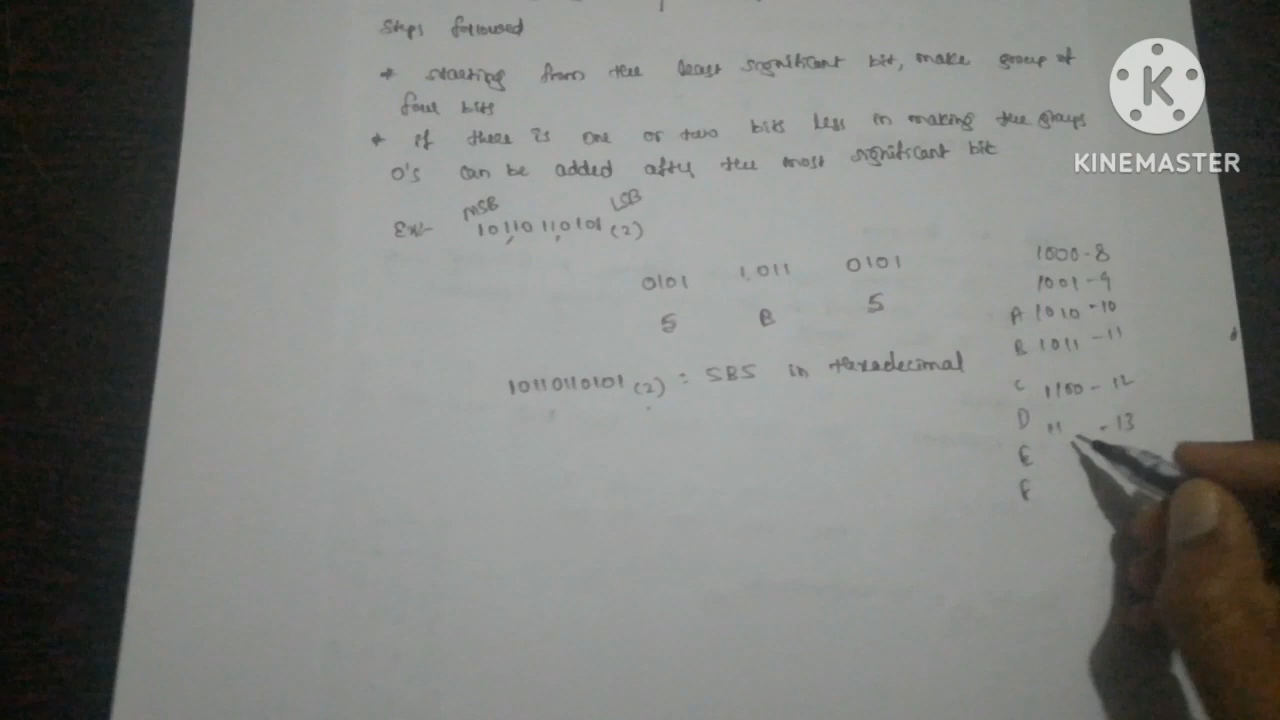 Steps followed
* starting from the least significant bit, make group of
four bits
* if there is one or two bits less in making the groups
0's can be added after the most significant bit
MSB LSB
Ex:- 10110110101 (2)
0101 1011 0101
5 B 5
10110110101 (2) = 5B5 in Hexadecimal
1000-8
1001-9
A 1010-10
B 1011-11
C 1100-12
D 11 -13
E
F
K
KINEMASTER